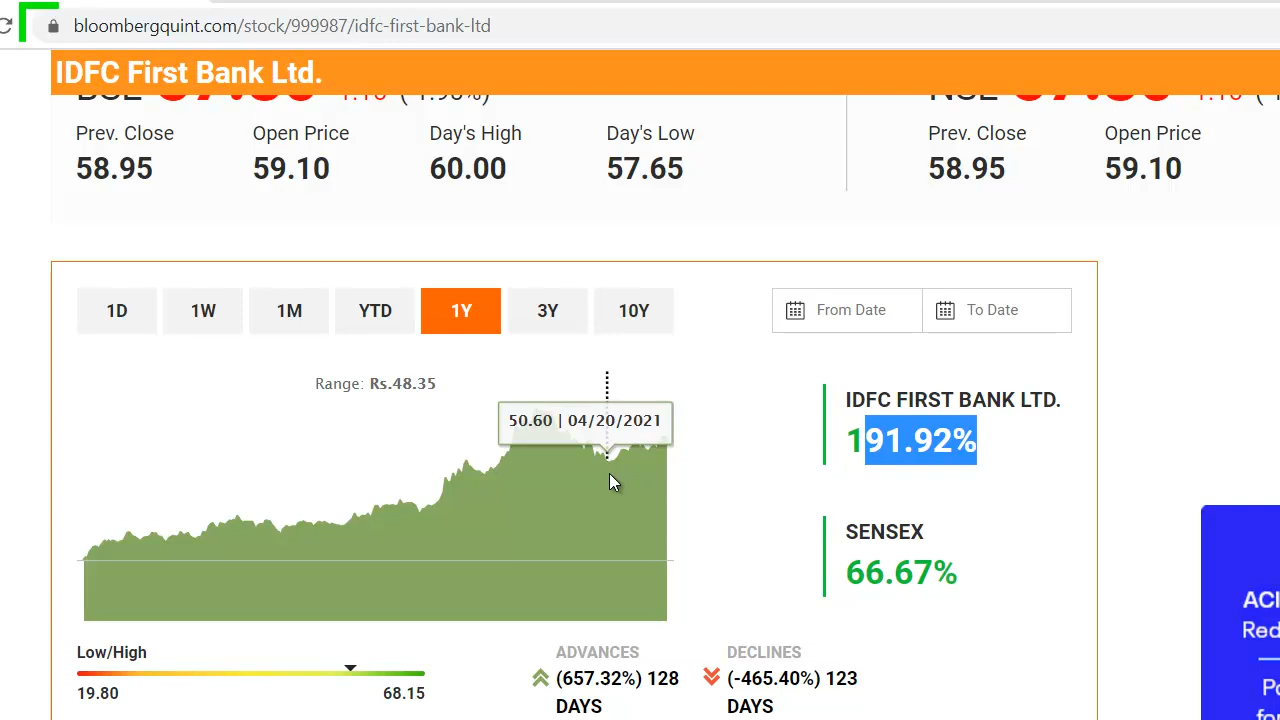 bloombergquint.com/stock/999987/idfc-first-bank-ltd
IDFC First Bank Ltd.
Prev. Close Open Price Day's High Day's Low
58.95 59.10 60.00 57.65
Prev. Close Open Price
58.95 59.10
1D 1W 1M YTD 1Y 3Y 10Y
From Date To Date
Range: Rs.48.35
50.60 | 04/20/2021
IDFC FIRST BANK LTD.
191.92%
SENSEX
66.67%
Low/High
19.80 68.15
ADVANCES
(657.32%) 128
DAYS
DECLINES
(-465.40%) 123
DAYS